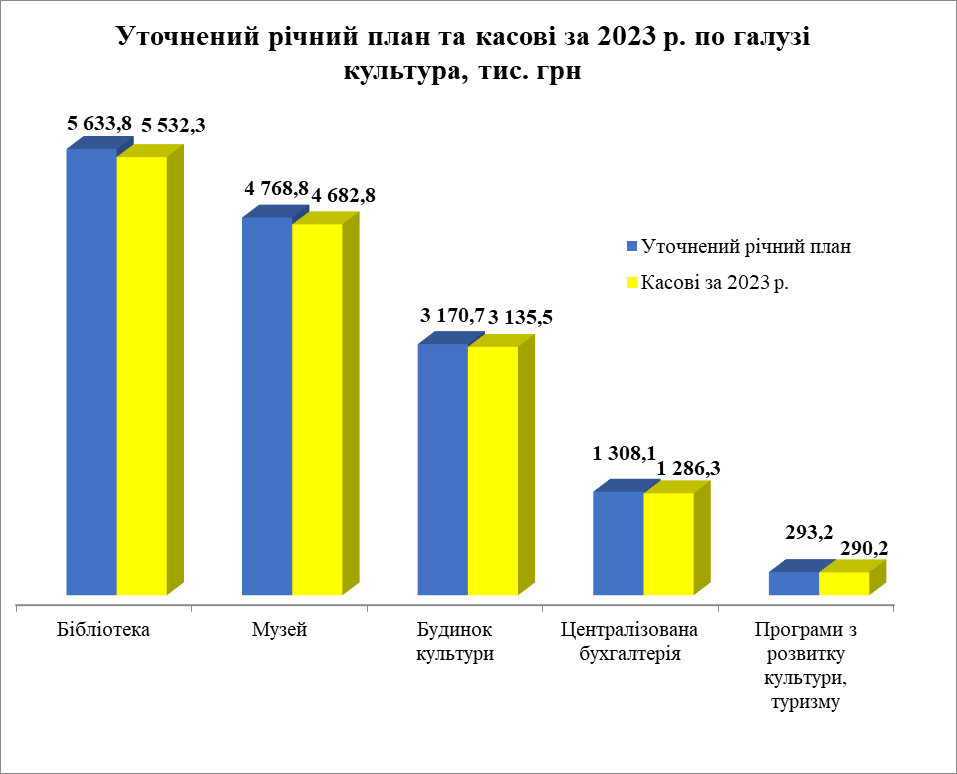 Уточнений річний план та касові за 2023 р. по галузі
культура, тис. грн
5 633,8
5 532,3
4 768,8
4 682,8
3 170,7
3 135,5
1 308,1
1 286,3
293,2
290,2
Уточнений річний план
Касові за 2023 р.
Бібліотека
Музей
Будинок
культури
Централізована
бухгалтерія
Програми з
розвитку
культури,
туризму